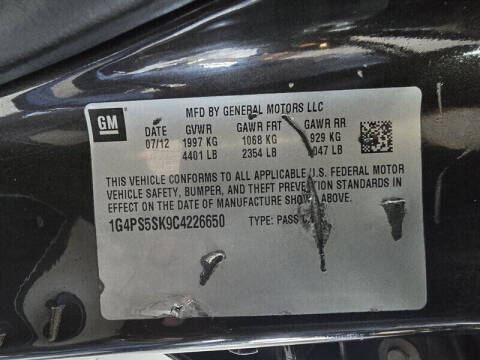 GM
MFD BY GENERAL MOTORS LLC
DATE GVWR GAWR FRT GAWR RR
07/12 1997 KG 1068 KG 929 KG
4401 LB 2354 LB 047 LB
THIS VEHICLE CONFORMS TO ALL APPLICABLE U.S. FEDERAL MOTOR
VEHICLE SAFETY, BUMPER, AND THEFT PREVENTION STANDARDS IN
EFFECT ON THE DATE OF MANUFACTURE SHOWN ABOVE.
1G4PS5SK9C4226650 TYPE: PASS